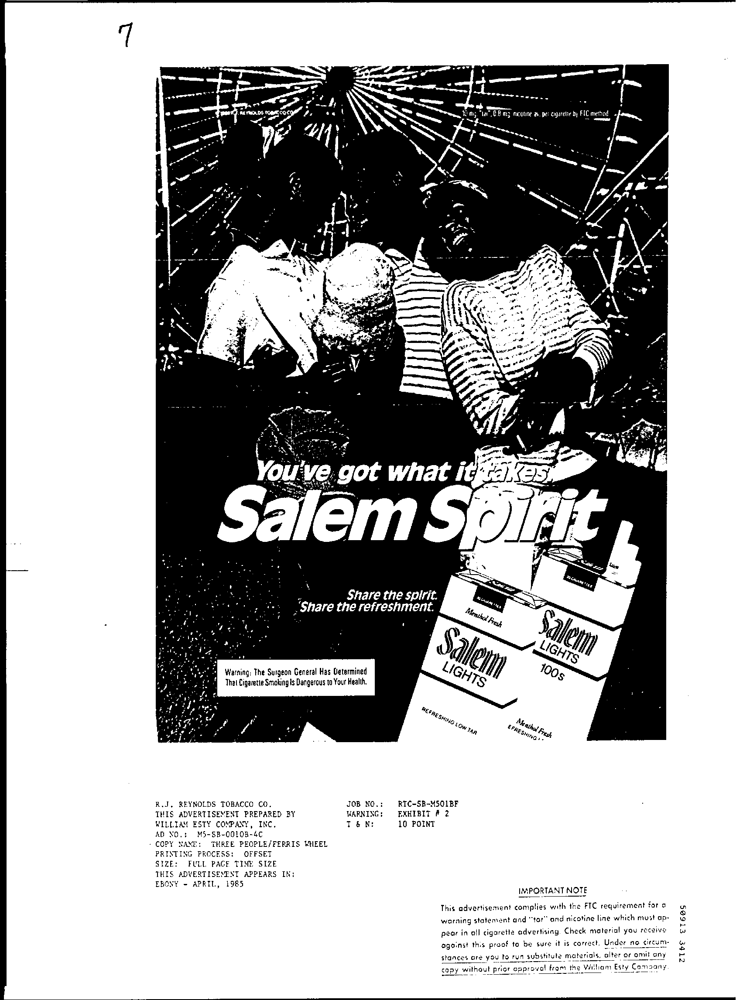 7
You've got what it takes.
Salem Spirit
Share the spirit.
Share the refreshment.
Menthol Fresh
Salem
LIGHTS
Salem
LIGHTS
100s
REFRESHING LOW TAR
Menthol Fresh
Warning: The Surgeon General Has Determined
That Cigarette Smoking Is Dangerous to Your Health.
R.J. REYNOLDS TOBACCO CO.
THIS ADVERTISEMENT PREPARED BY
WILLIAM ESTY COMPANY, INC.
AD NO.: M5-SB-0010B-4C
COPY NAME: THREE PEOPLE/FERRIS WHEEL
PRINTING PROCESS: OFFSET
SIZE: FULL PAGE TIME SIZE
THIS ADVERTISEMENT APPEARS IN:
EBONY - APRIL, 1985
JOB NO.: RTC-SB-M501BF
WARNING: EXHIBIT # 2
T & N: 10 POINT
IMPORTANT NOTE
This advertisement complies with the FTC requirement for a
warning statement and "tar" and nicotine line which must ap-
pear in all cigarette advertising. Check material you receive
against this proof to be sure it is correct. Under no circum-
stances are you to run substitute materials, alter or omit any
copy without prior approval from the William Esty Company.
50913 3412